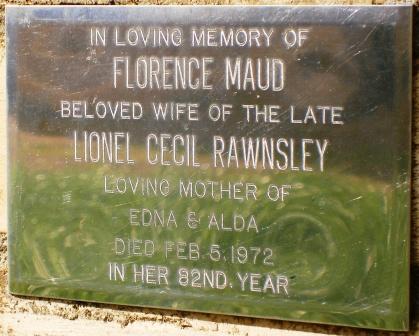 IN LOVING MEMORY OF
FLORENCE MAUD
BELOVED WIFE OF THE LATE
LIONEL CECIL RAWNSLEY
LOVING MOTHER OF
EDNA & ALDA
DIED FEB. 5. 1972
IN HER 82ND. YEAR